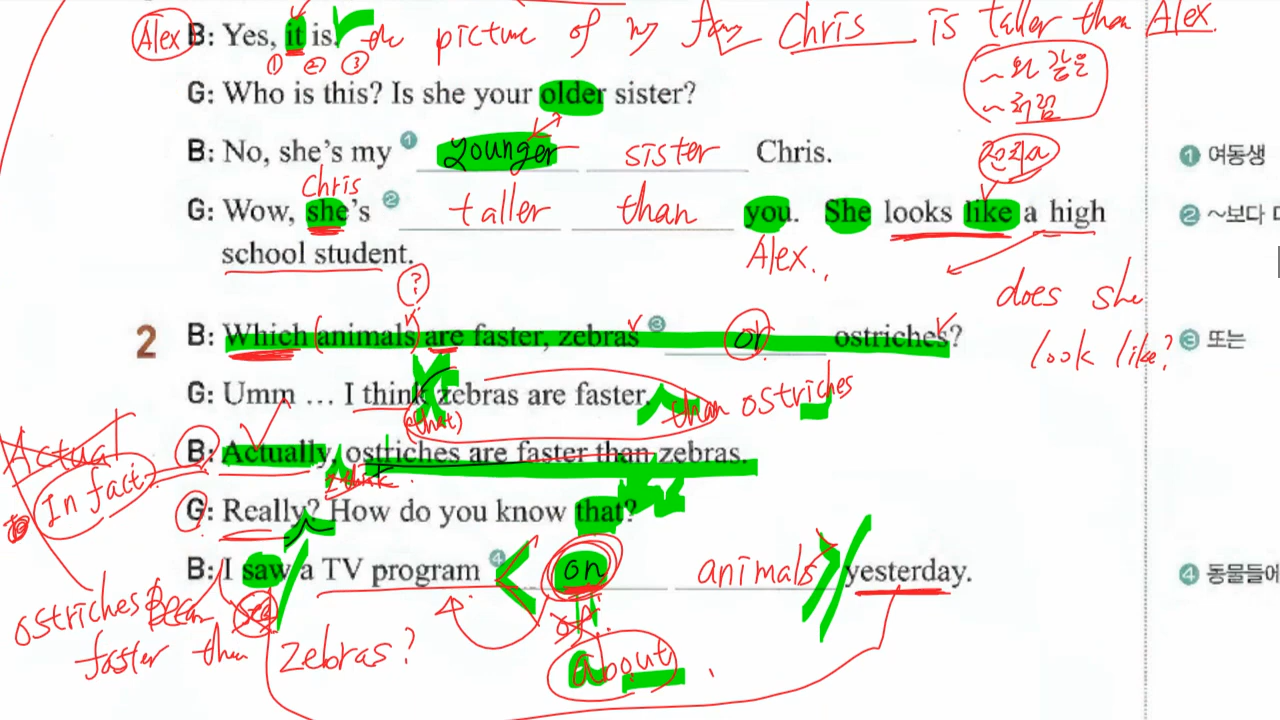 Alex B: Yes, it is. the picture of my Chris is taller than Alex.
① ② ③
~와 같은
~처럼
G: Who is this? Is she your older sister?
B: No, she's my ① younger sister Chris.
전치사
① 여동생
Chris
G: Wow, she's ② taller than you. She looks like a high
② ~보다 더
school student.
Alex.
does she
look like?
?
2 B: Which (animals) are faster, zebras ③ or ostriches?
③ 또는
G: Umm … I think zebras are faster. than ostriches
(that)
Actual
B: Actually, ostriches are faster than zebras.
In fact
I think
G: Really? How do you know that?
B: I saw a TV program ④ on animals yesterday.
④ 동물들에
of
ostriches are faster than zebras?
about